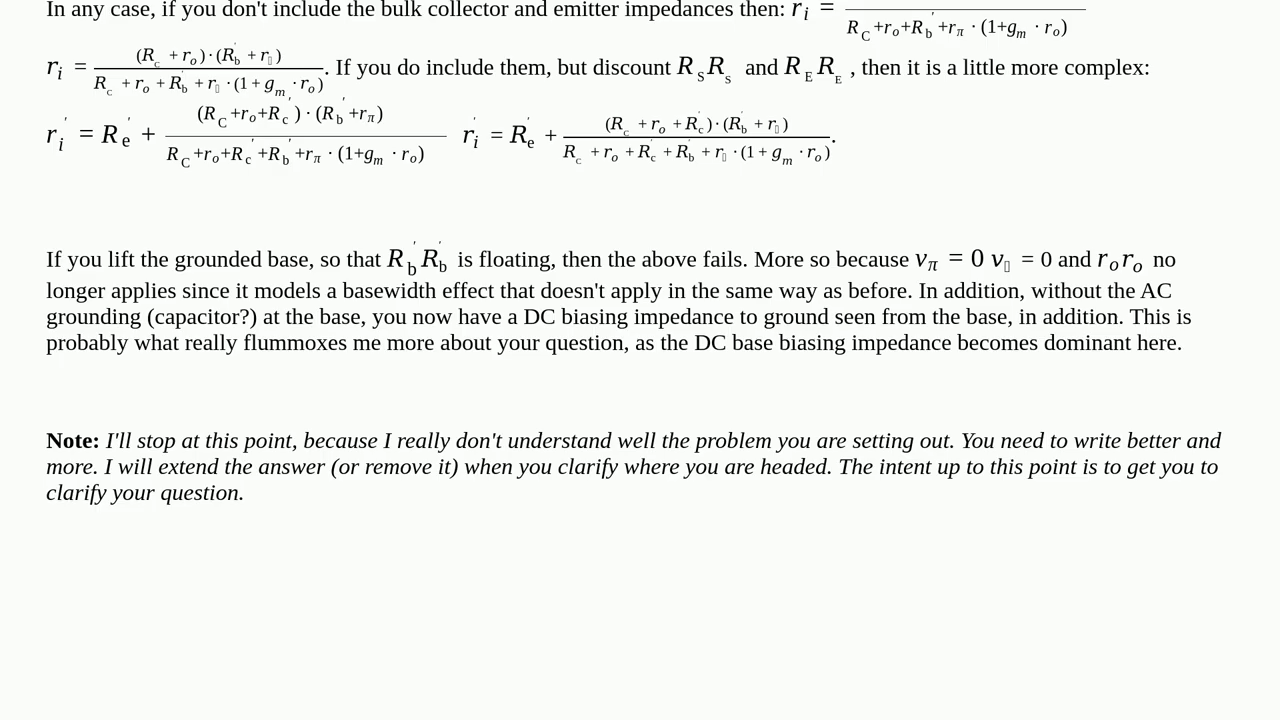 In any case, if you don't include the bulk collector and emitter impedances then: r_i = / R_C+r_o+R_b′+r_π · (1+g_m · r_o)
r_i = (R_C + r_o) · (R_b′ + r▯) / R_C + r_o + R_b′ + r▯ · (1 + g_m · r_o). If you do include them, but discount R_S R_S and R_E R_E , then it is a little more complex:
r_i′ = R_e′ + (R_C+r_o+R_c′) · (R_b′+r_π) / R_C+r_o+R_c′+R_b′+r_π · (1+g_m · r_o) r_i′ = R_e′ + (R_C + r_o + R_c′) · (R_b′ + r▯) / R_C + r_o + R_c′ + R_b′ + r▯ · (1 + g_m · r_o).
If you lift the grounded base, so that R_b′ R_b′ is floating, then the above fails. More so because v_π = 0 v▯ = 0 and r_o r_o no
longer applies since it models a basewidth effect that doesn't apply in the same way as before. In addition, without the AC
grounding (capacitor?) at the base, you now have a DC biasing impedance to ground seen from the base, in addition. This is
probably what really flummoxes me more about your question, as the DC base biasing impedance becomes dominant here.
Note: I'll stop at this point, because I really don't understand well the problem you are setting out. You need to write better and
more. I will extend the answer (or remove it) when you clarify where you are headed. The intent up to this point is to get you to
clarify your question.